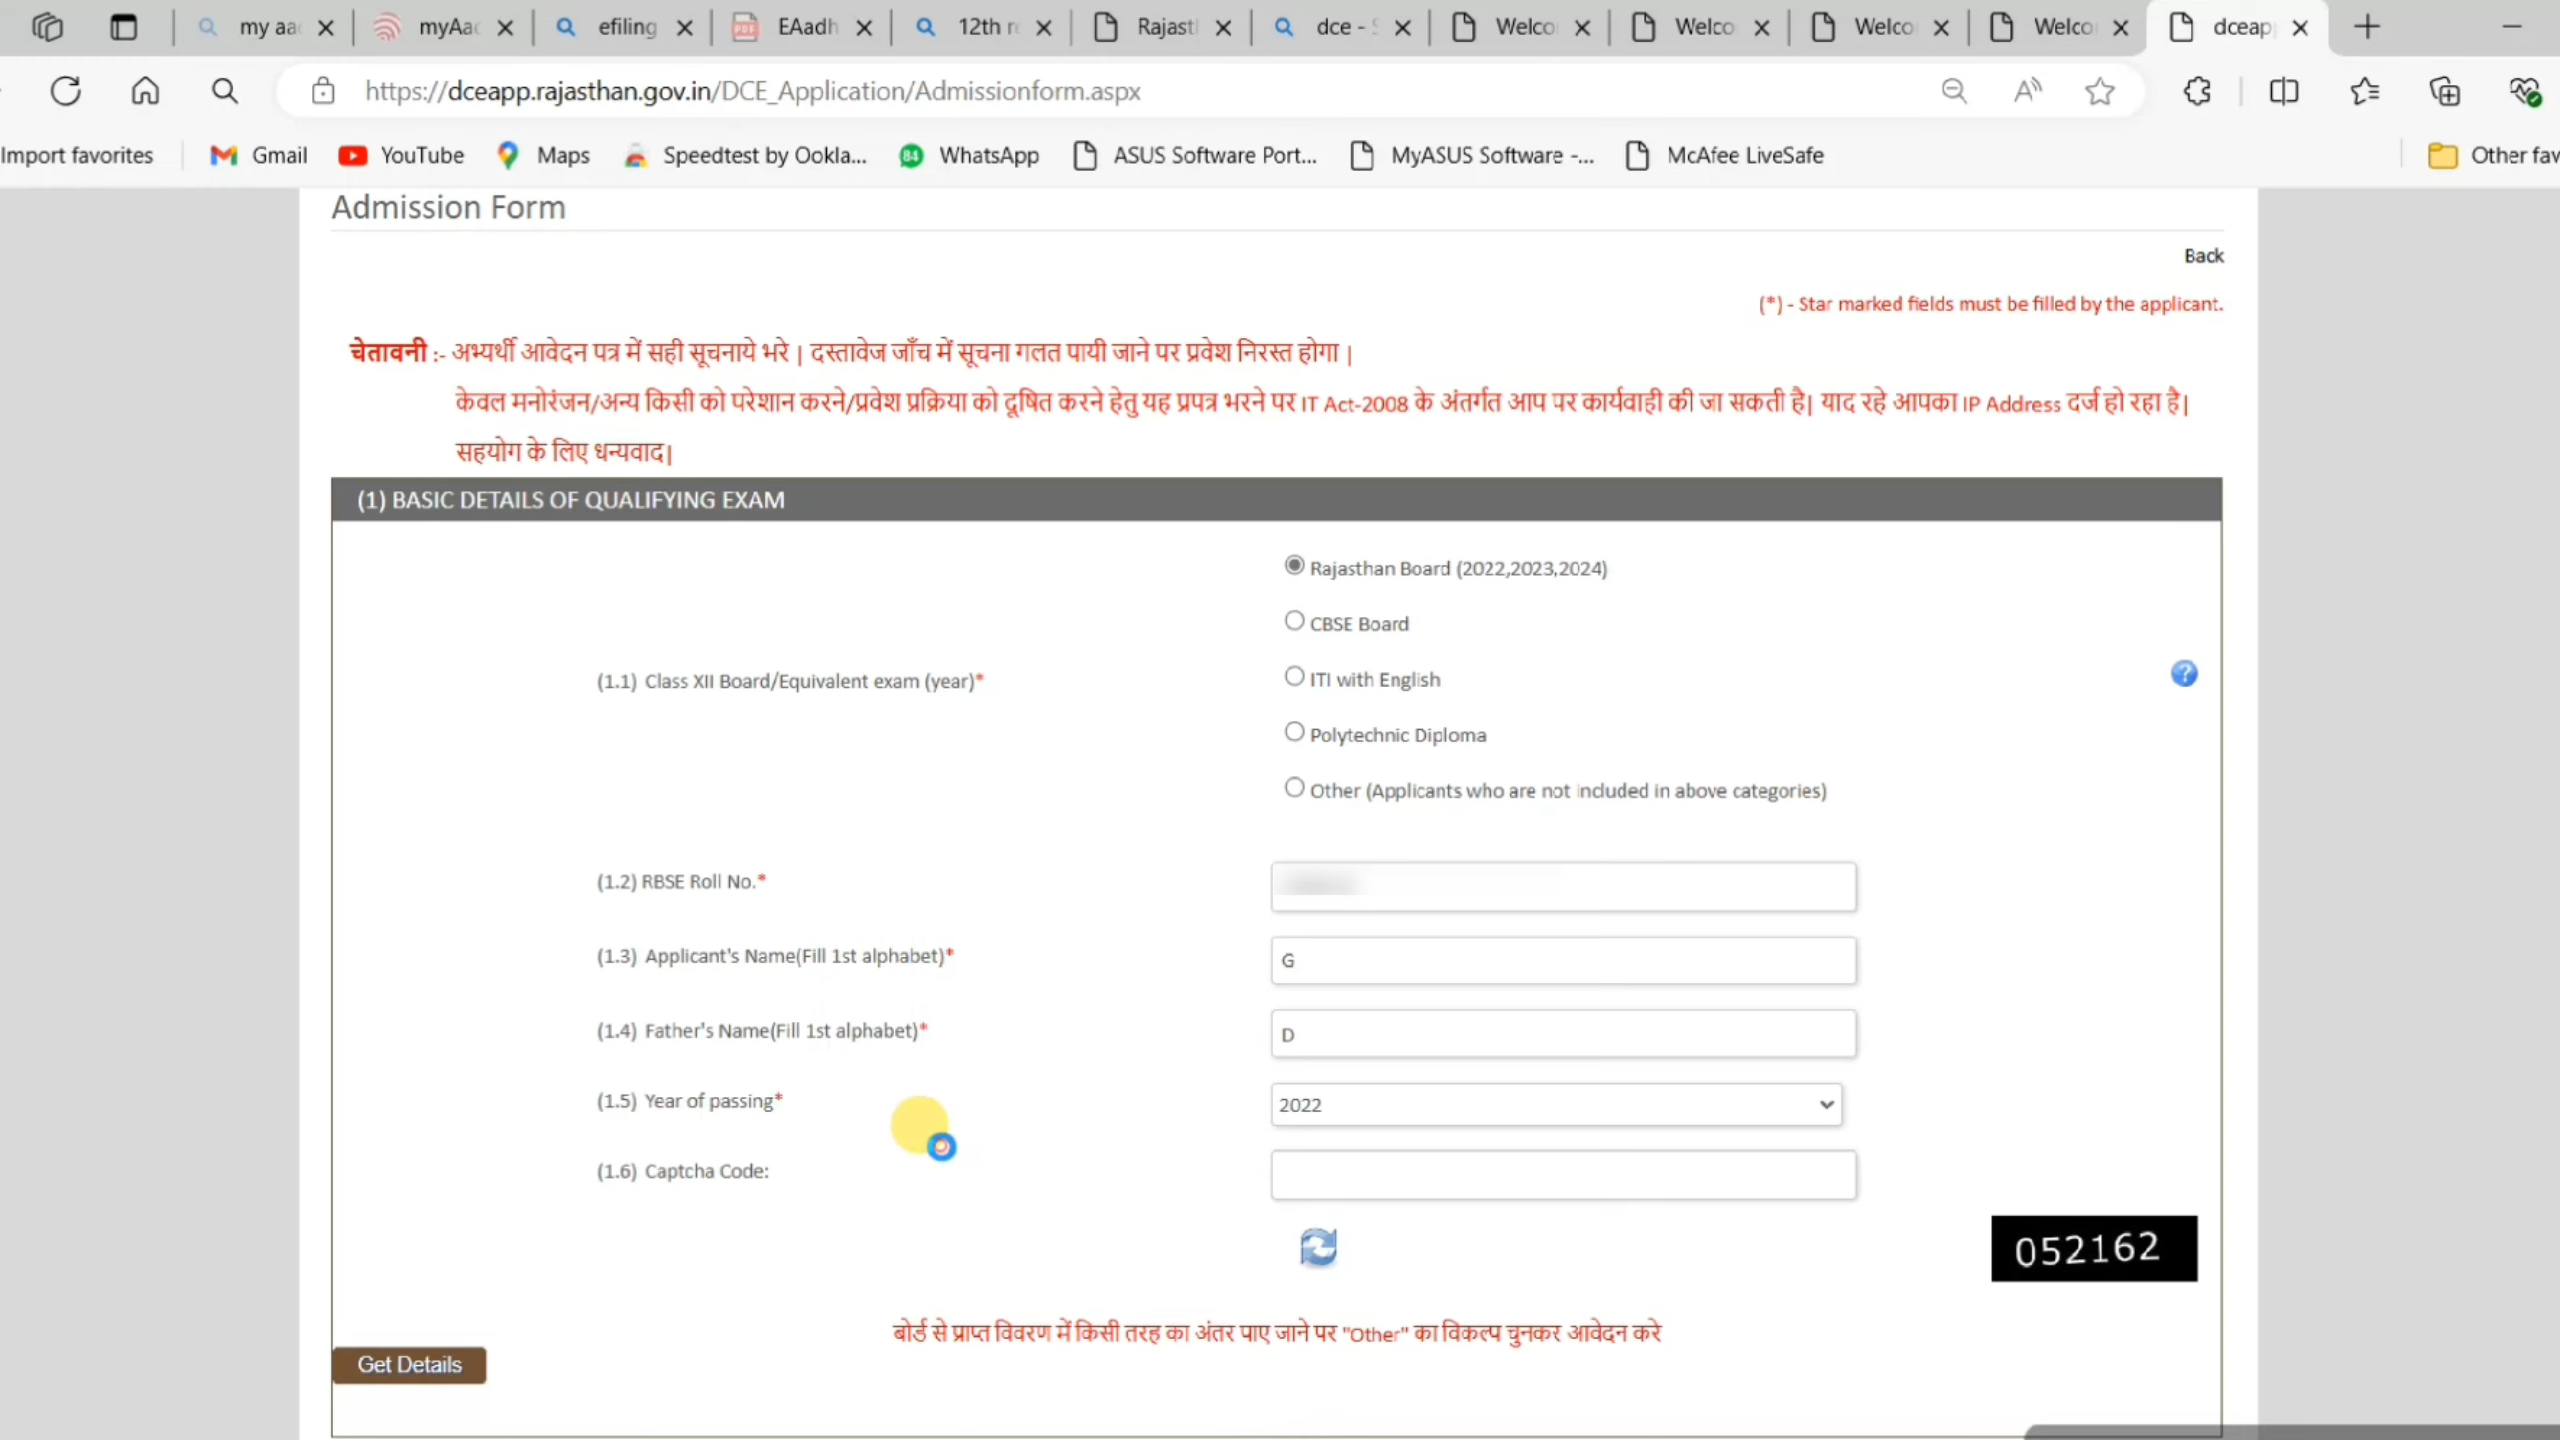 my aa
myAac
efiling
EAadh
12th r
Rajast
dce -
Welco
Welco
Welco
Welco
dceap
https://dceapp.rajasthan.gov.in/DCE_Application/Admissionform.aspx
Import favorites
Gmail
YouTube
Maps
Speedtest by Ookla...
84
WhatsApp
ASUS Software Port...
MyASUS Software -...
McAfee LiveSafe
Other fav
Admission Form
Back
(*) - Star marked fields must be filled by the applicant.
चेतावनी :- अभ्यर्थी आवेदन पत्र में सही सूचनाये भरे | दस्तावेज जाँच में सूचना गलत पायी जाने पर प्रवेश निरस्त होगा |
केवल मनोरंजन/अन्य किसी को परेशान करने/प्रवेश प्रक्रिया को दूषित करने हेतु यह प्रपत्र भरने पर IT Act-2008 के अंतर्गत आप पर कार्यवाही की जा सकती है| याद रहे आपका IP Address दर्ज हो रहा है|
सहयोग के लिए धन्यवाद|
(1) BASIC DETAILS OF QUALIFYING EXAM
(1.1) Class XII Board/Equivalent exam (year)*
Rajasthan Board (2022,2023,2024)
CBSE Board
ITI with English
Polytechnic Diploma
Other (Applicants who are not included in above categories)
(1.2) RBSE Roll No.*
(1.3) Applicant's Name(Fill 1st alphabet)*
G
(1.4) Father's Name(Fill 1st alphabet)*
D
(1.5) Year of passing*
2022
(1.6) Captcha Code:
052162
बोर्ड से प्राप्त विवरण में किसी तरह का अंतर पाए जाने पर "Other" का विकल्प चुनकर आवेदन करे
Get Details